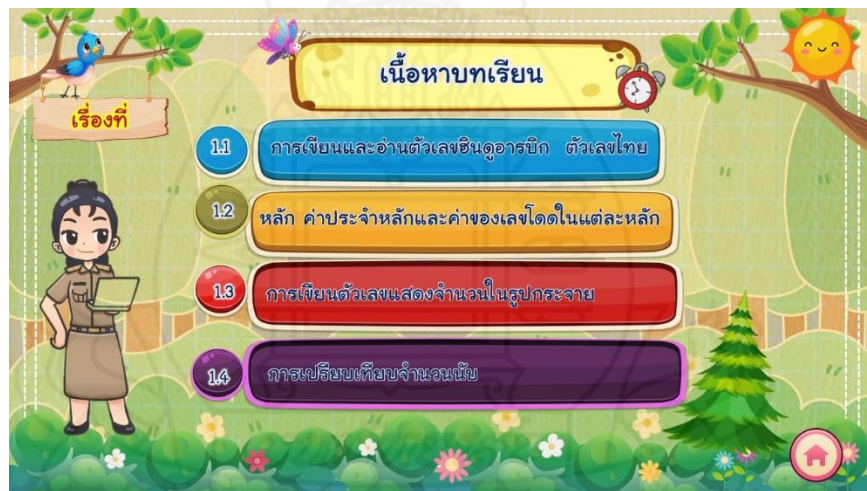 เนื้อหาบทเรียน
เรื่องที่
1.1 การเขียนและอ่านตัวเลขฮินดูอารบิก ตัวเลขไทย
1.2 หลัก ค่าประจำหลักและค่าของเลขโดดในแต่ละหลัก
1.3 การเขียนตัวเลขแสดงจำนวนในรูปกระจาย
1.4 การเปรียบเทียบจำนวนนับ